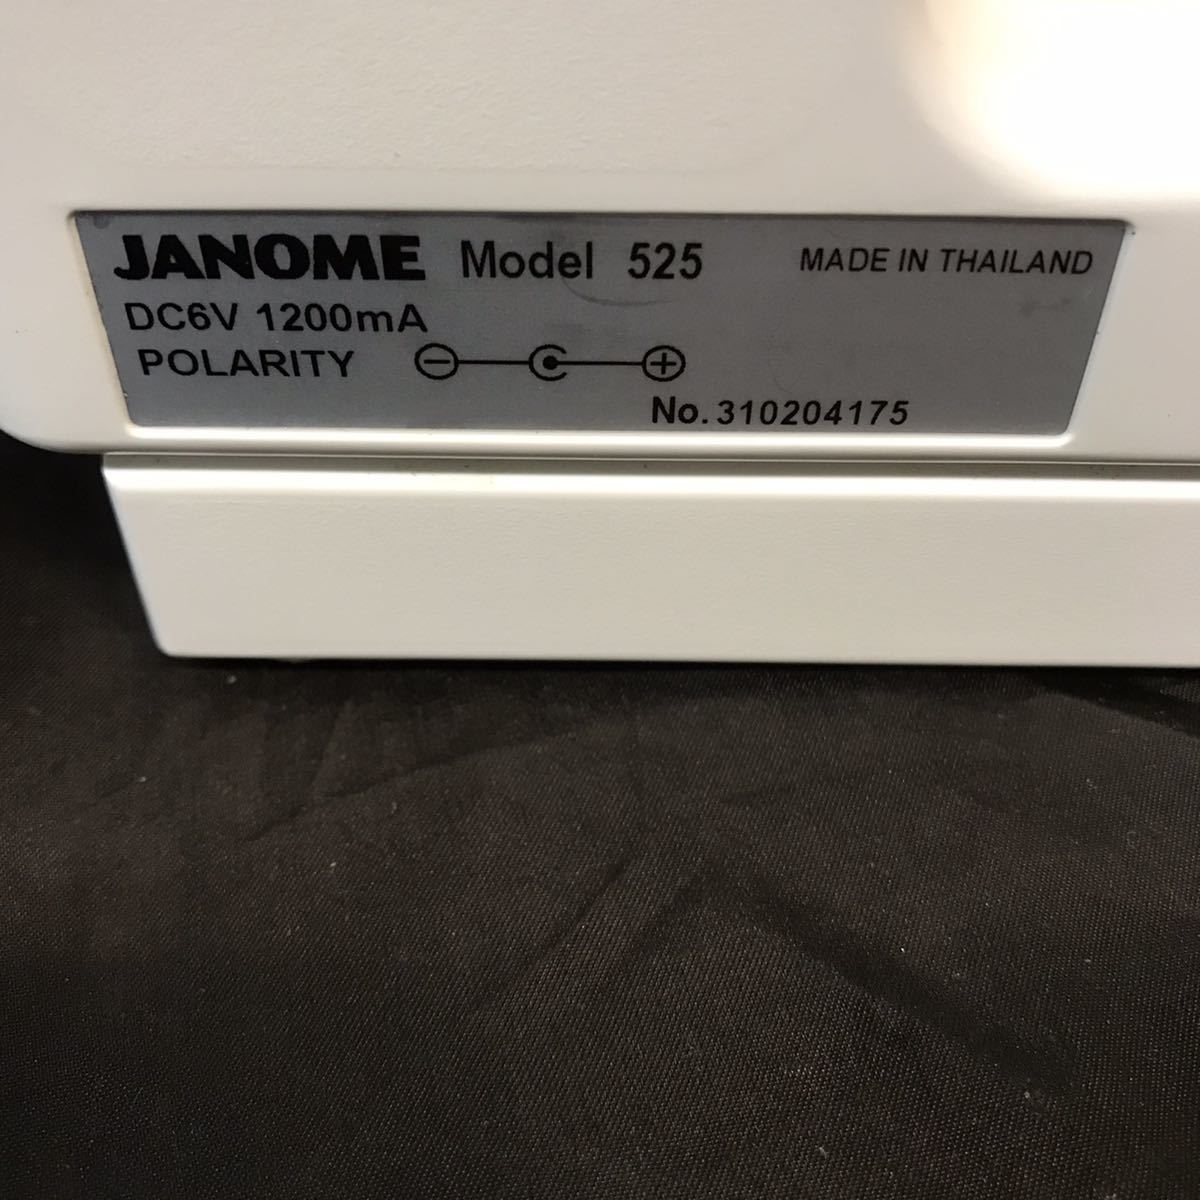 JANOME Model 525 MADE IN THAILAND
DC6V 1200mA
POLARITY
No.310204175